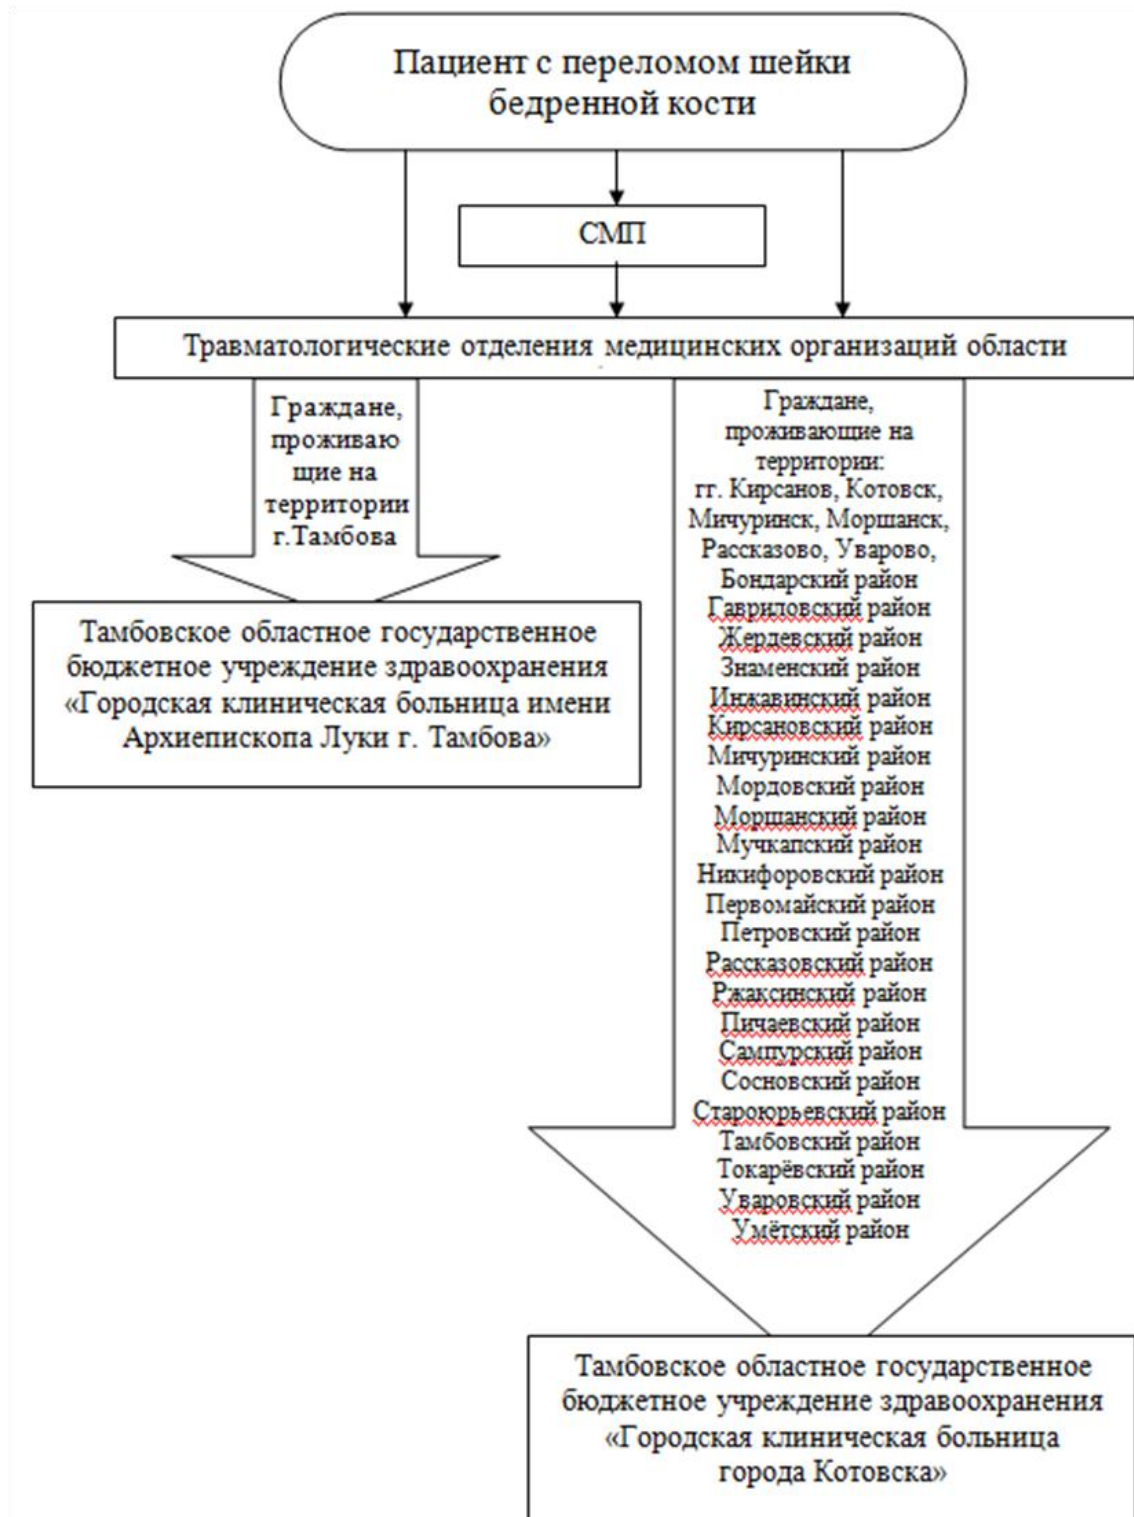 Пациент с переломом шейки
бедренной кости
СМП
Травматологические отделения медицинских организаций области
Граждане,
проживаю
щие на
территории
г.Тамбова
Тамбовское областное государственное
бюджетное учреждение здравоохранения
«Городская клиническая больница имени
Архиепископа Луки г. Тамбова»
Граждане,
проживающие на
территории:
гг. Кирсанов, Котовск,
Мичуринск, Моршанск,
Рассказово, Уварово,
Бондарский район
Гавриловский район
Жердевский район
Знаменский район
Инжавинский район
Кирсановский район
Мичуринский район
Мордовский район
Моршанский район
Мучкапский район
Никифоровский район
Первомайский район
Петровский район
Рассказовский район
Ржаксинский район
Пичаевский район
Сампурский район
Сосновский район
Староюрьевский район
Тамбовский район
Токарёвский район
Уваровский район
Умётский район
Тамбовское областное государственное
бюджетное учреждение здравоохранения
«Городская клиническая больница
города Котовска»